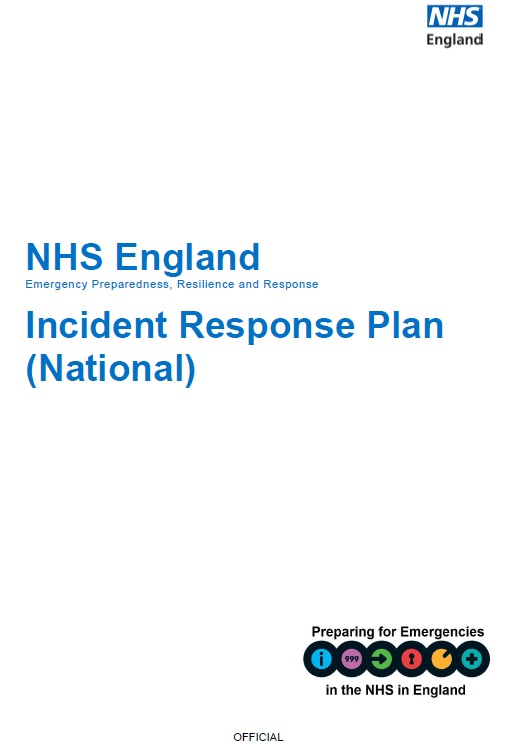 NHS
England
NHS England
Emergency Preparedness, Resilience and Response
Incident Response Plan
(National)
Preparing for Emergencies
i 999
in the NHS in England
OFFICIAL